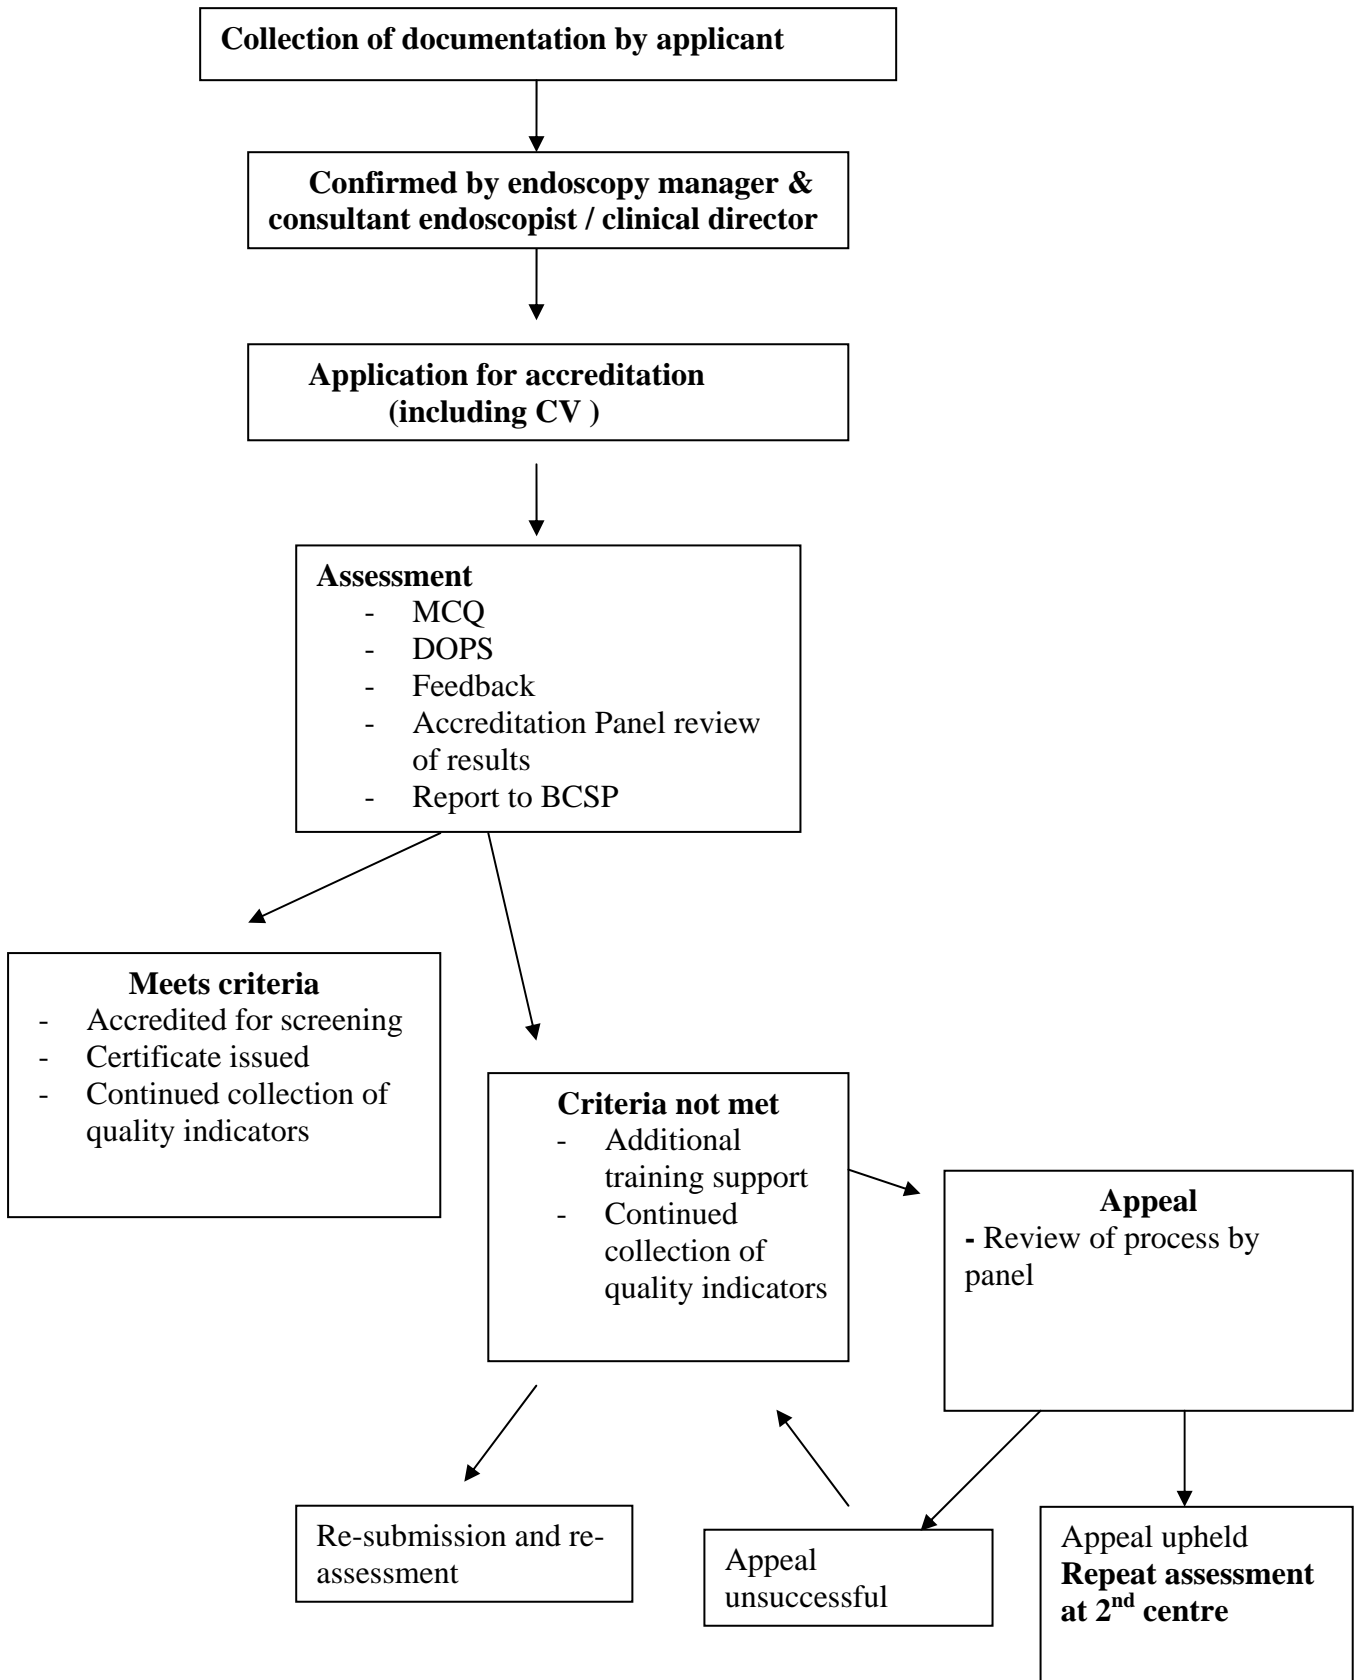 Collection of documentation by applicant
Confirmed by endoscopy manager &
consultant endoscopist / clinical director
Application for accreditation
(including CV )
Assessment
- MCQ
- DOPS
- Feedback
- Accreditation Panel review
of results
- Report to BCSP
Meets criteria
- Accredited for screening
- Certificate issued
- Continued collection of
quality indicators
Criteria not met
- Additional
training support
- Continued
collection of
quality indicators
Appeal
- Review of process by
panel
Re-submission and re-
assessment
Appeal
unsuccessful
Appeal upheld
Repeat assessment
at 2nd centre